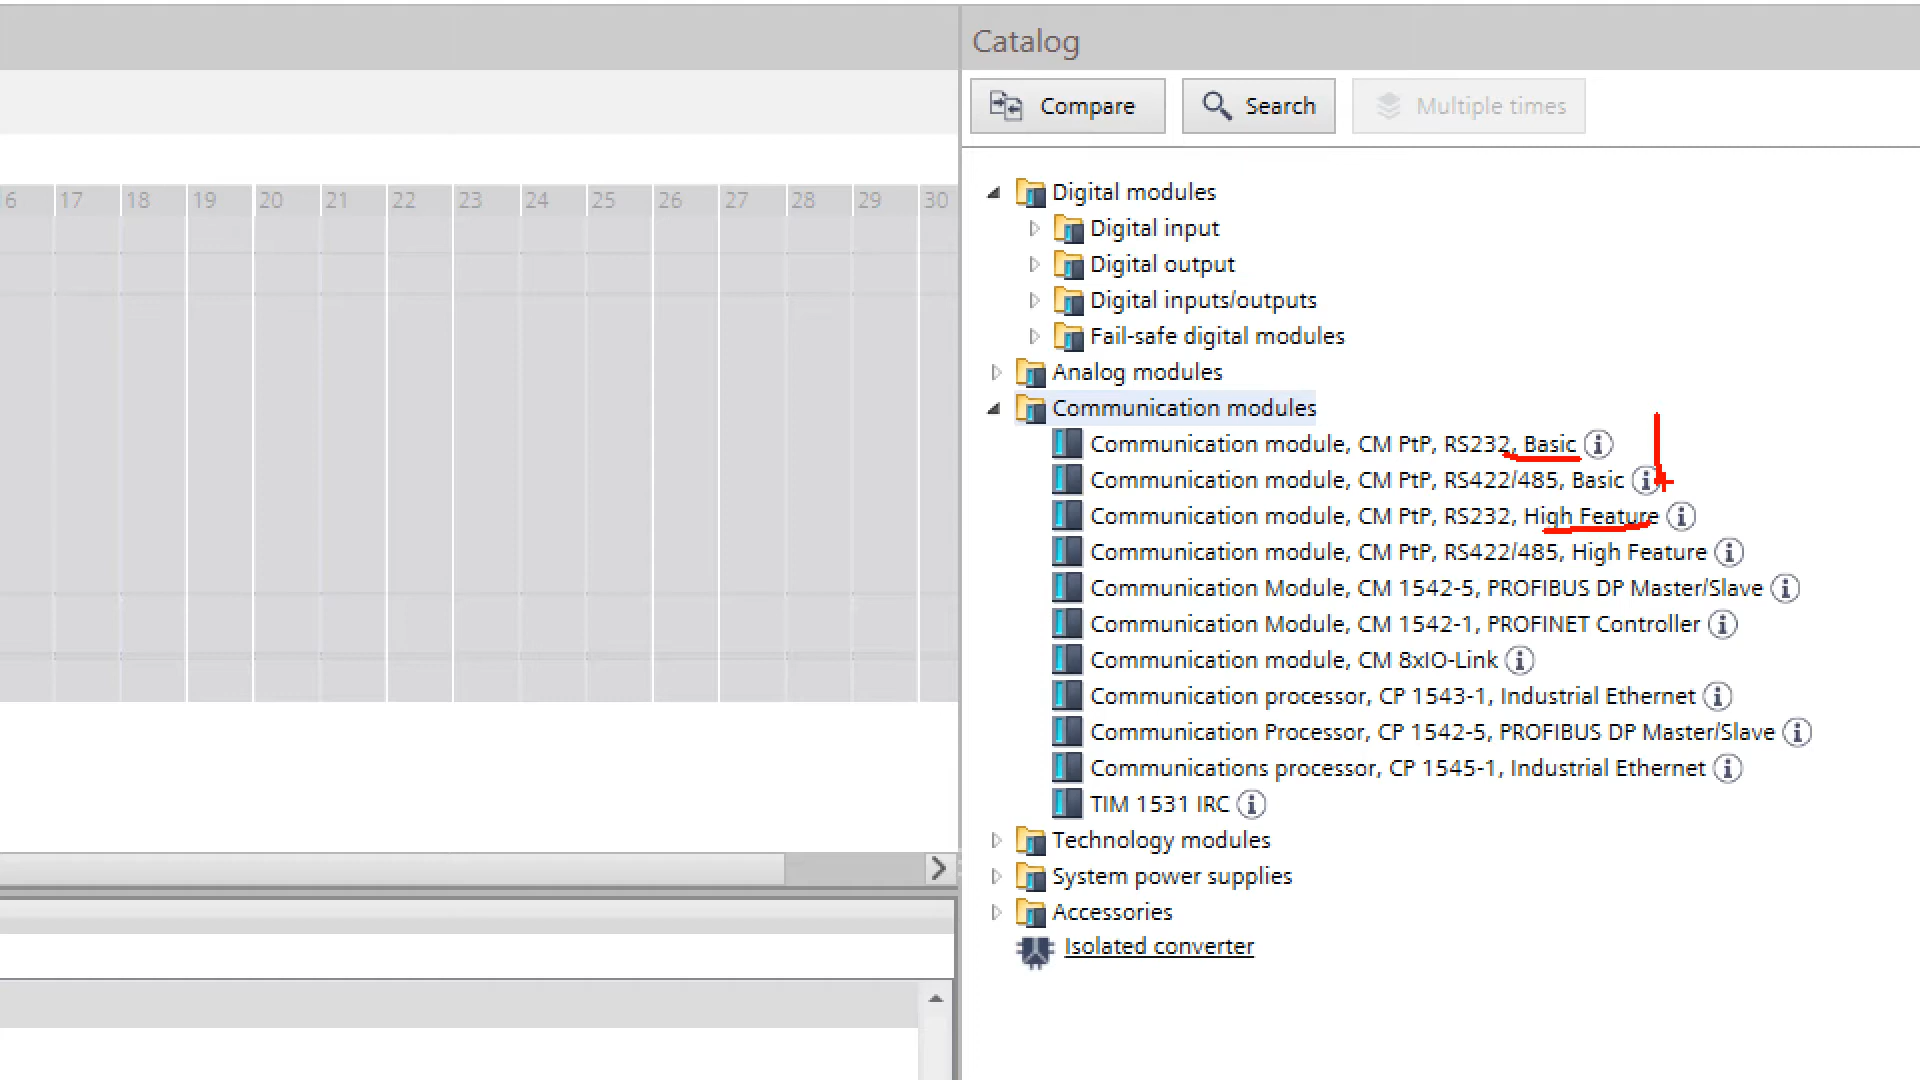 Catalog
Compare
Search
Multiple times
6 17 18 19 20 21 22 23 24 25 26 27 28 29 30
Digital modules
Digital input
Digital output
Digital inputs/outputs
Fail-safe digital modules
Analog modules
Communication modules
Communication module, CM PtP, RS232, Basic
Communication module, CM PtP, RS422/485, Basic
Communication module, CM PtP, RS232, High Feature
Communication module, CM PtP, RS422/485, High Feature
Communication Module, CM 1542-5, PROFIBUS DP Master/Slave
Communication Module, CM 1542-1, PROFINET Controller
Communication module, CM 8xIO-Link
Communication processor, CP 1543-1, Industrial Ethernet
Communication Processor, CP 1542-5, PROFIBUS DP Master/Slave
Communications processor, CP 1545-1, Industrial Ethernet
TIM 1531 IRC
Technology modules
System power supplies
Accessories
Isolated converter